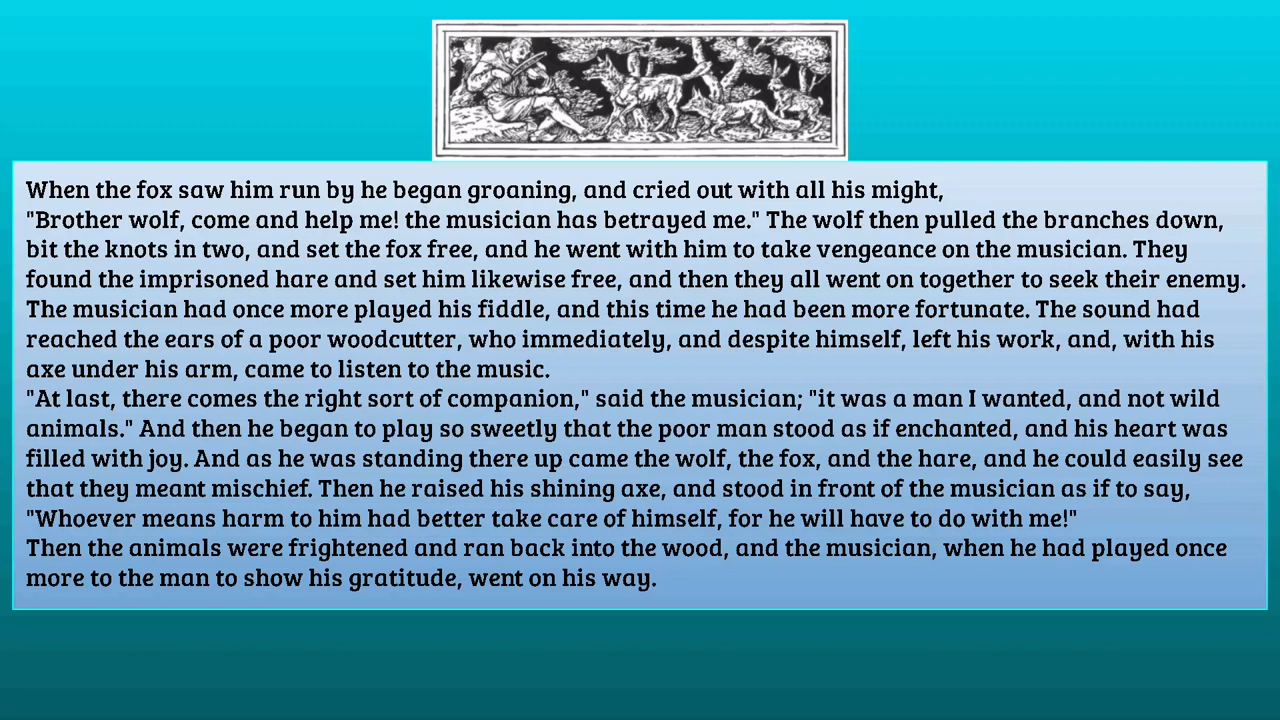 When the fox saw him run by he began groaning, and cried out with all his might,
"Brother wolf, come and help me! the musician has betrayed me." The wolf then pulled the branches down,
bit the knots in two, and set the fox free, and he went with him to take vengeance on the musician. They
found the imprisoned hare and set him likewise free, and then they all went on together to seek their enemy.
The musician had once more played his fiddle, and this time he had been more fortunate. The sound had
reached the ears of a poor woodcutter, who immediately, and despite himself, left his work, and, with his
axe under his arm, came to listen to the music.
"At last, there comes the right sort of companion," said the musician; "it was a man I wanted, and not wild
animals." And then he began to play so sweetly that the poor man stood as if enchanted, and his heart was
filled with joy. And as he was standing there up came the wolf, the fox, and the hare, and he could easily see
that they meant mischief. Then he raised his shining axe, and stood in front of the musician as if to say,
"Whoever means harm to him had better take care of himself, for he will have to do with me!"
Then the animals were frightened and ran back into the wood, and the musician, when he had played once
more to the man to show his gratitude, went on his way.